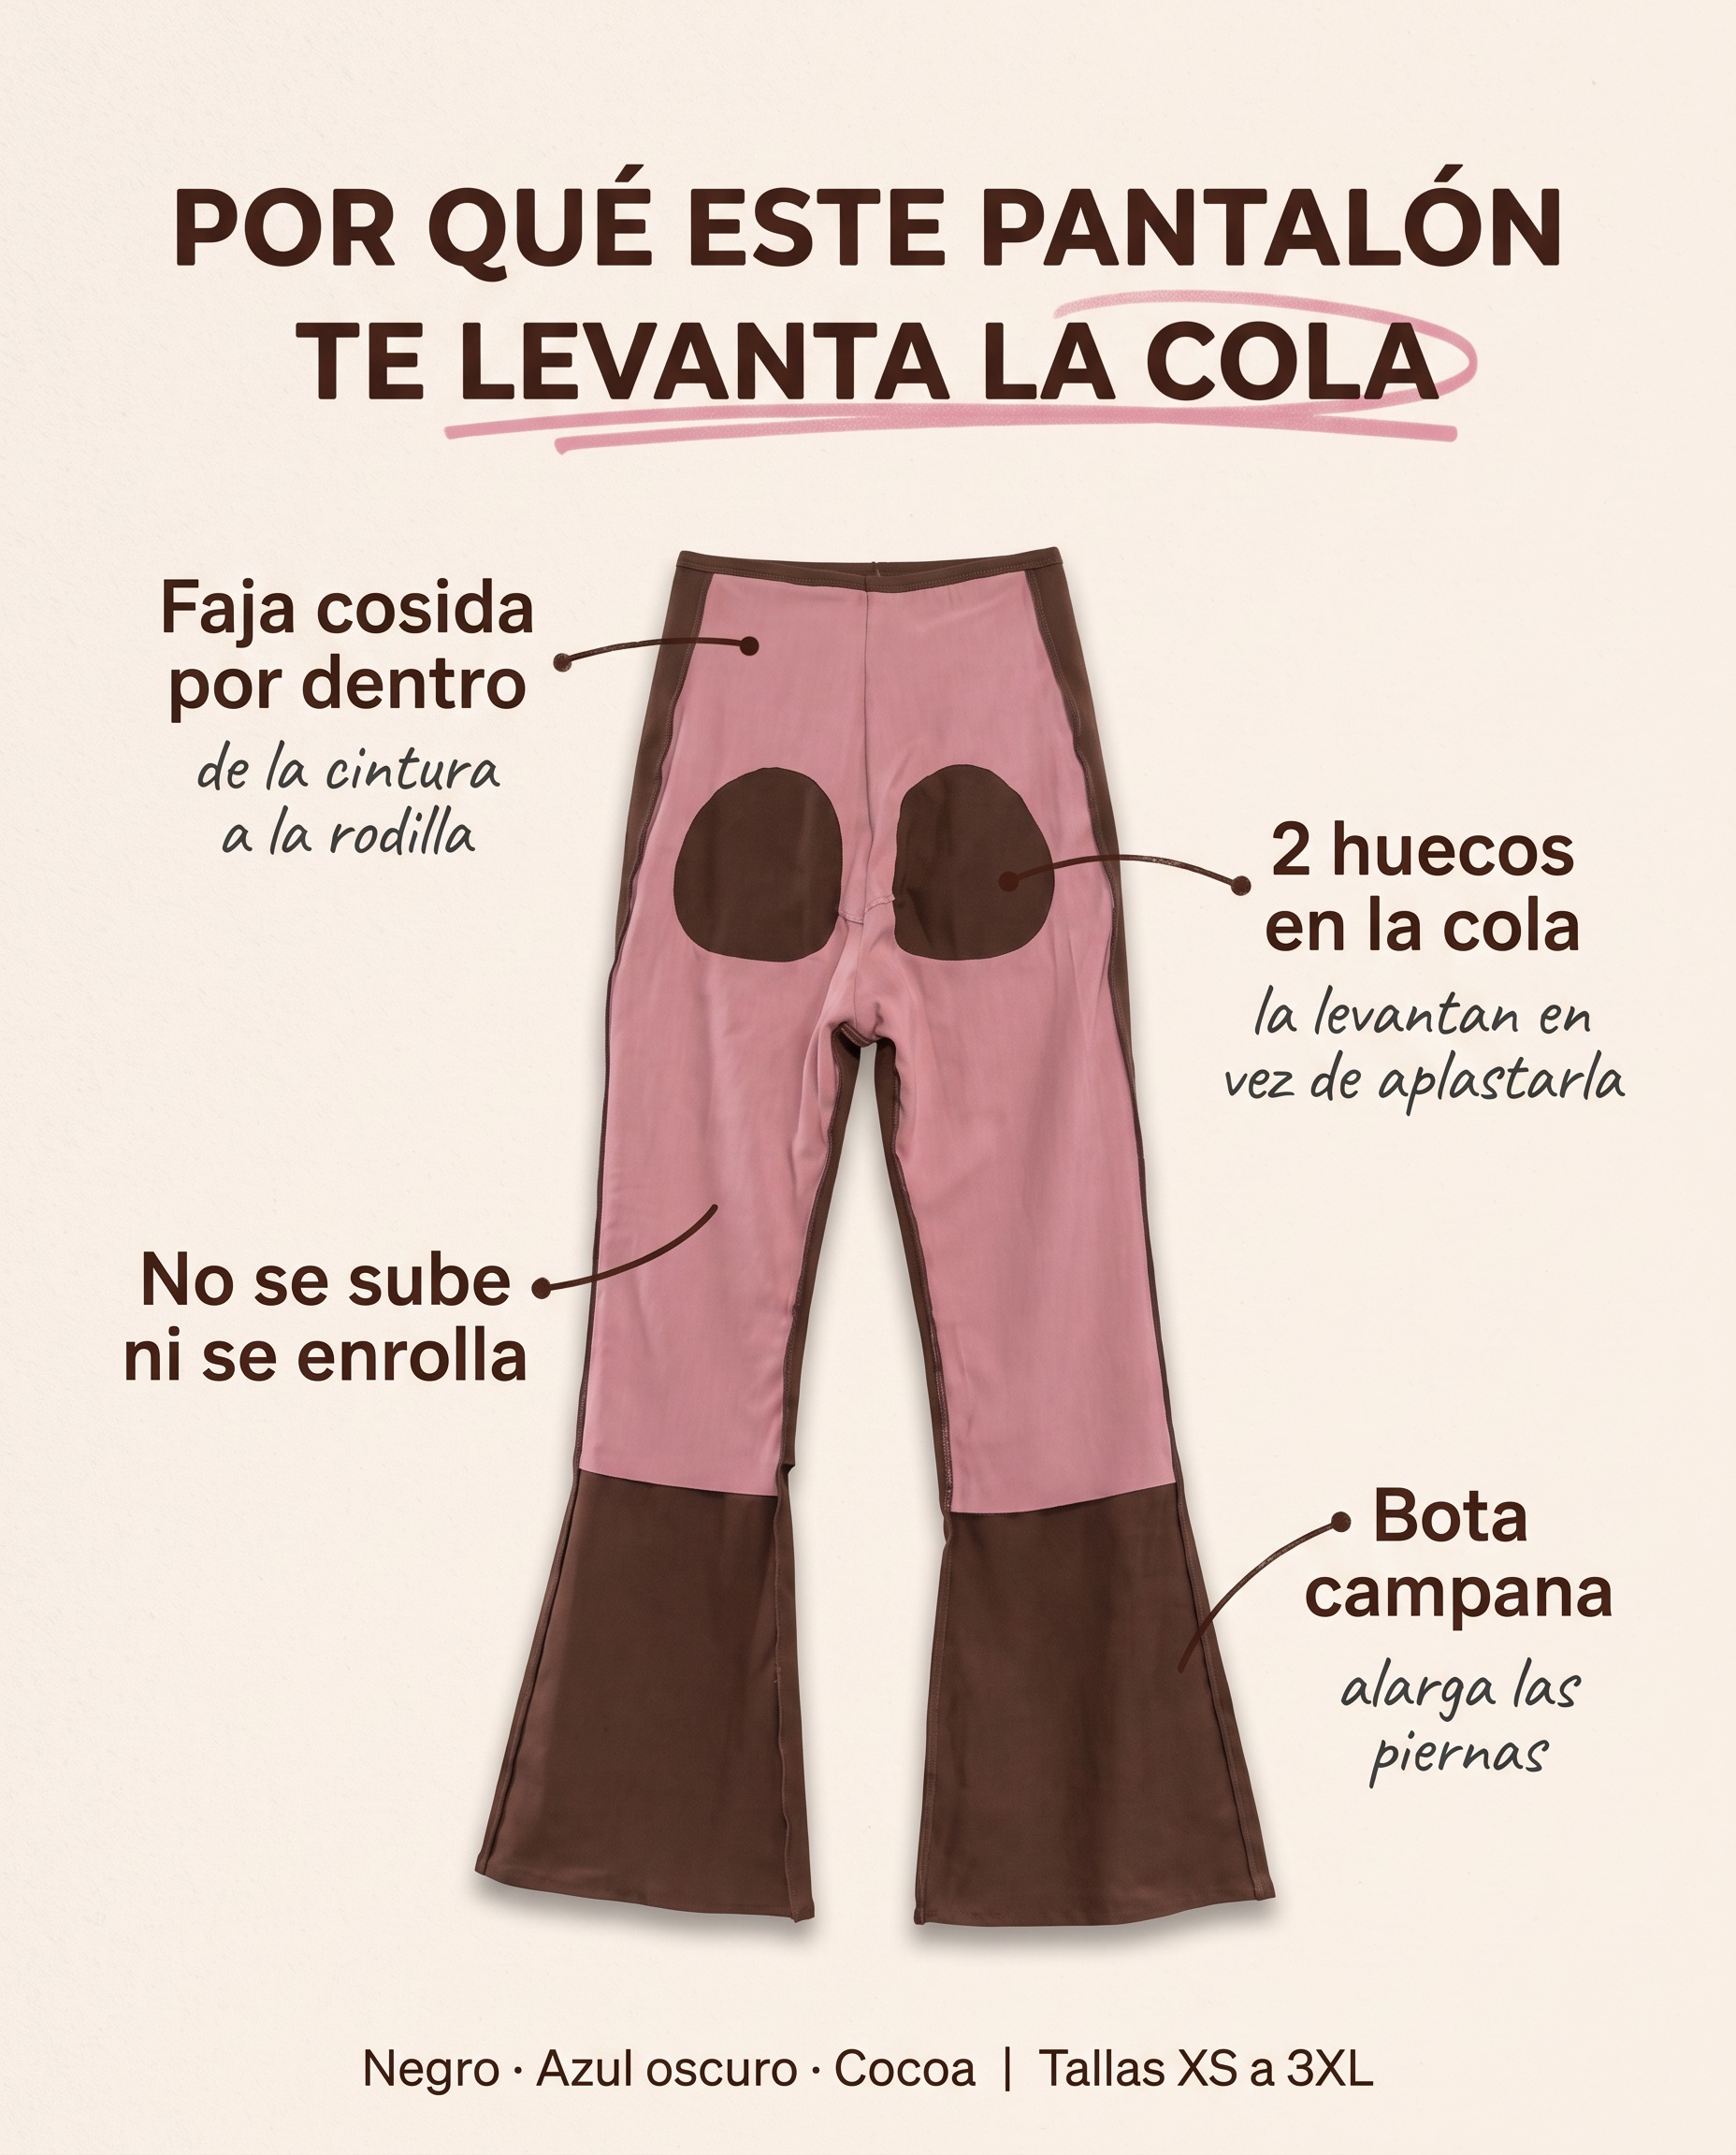 POR QUÉ ESTE PANTALÓN
TE LEVANTA LA COLA
Faja cosida
por dentro
de la cintura
a la rodilla
2 huecos
en la cola
la levantan en
vez de aplastarla
No se sube
ni se enrolla
Bota
campana
alarga las
piernas
Negro · Azul oscuro · Cocoa | Tallas XS a 3XL